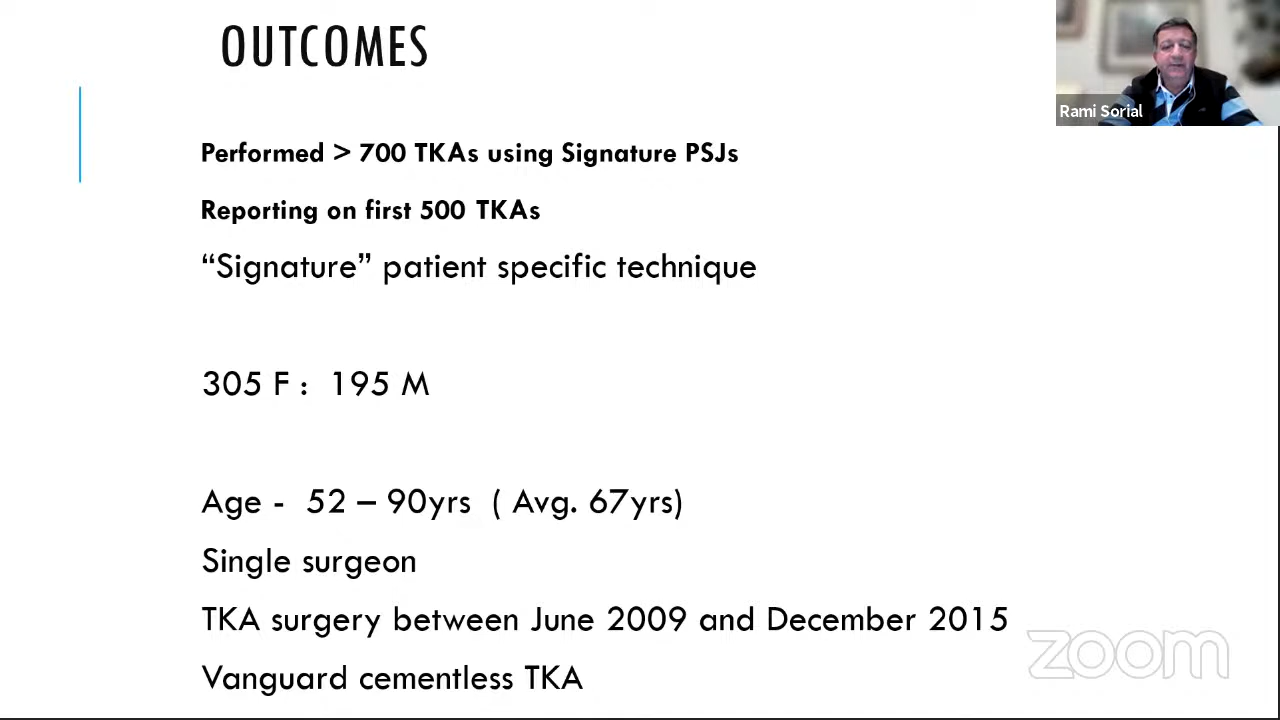 OUTCOMES
Rami Sorial
Performed > 700 TKAs using Signature PSJs
Reporting on first 500 TKAs
“Signature” patient specific technique
305 F : 195 M
Age - 52 – 90yrs ( Avg. 67yrs)
Single surgeon
TKA surgery between June 2009 and December 2015
Vanguard cementless TKA
zoom